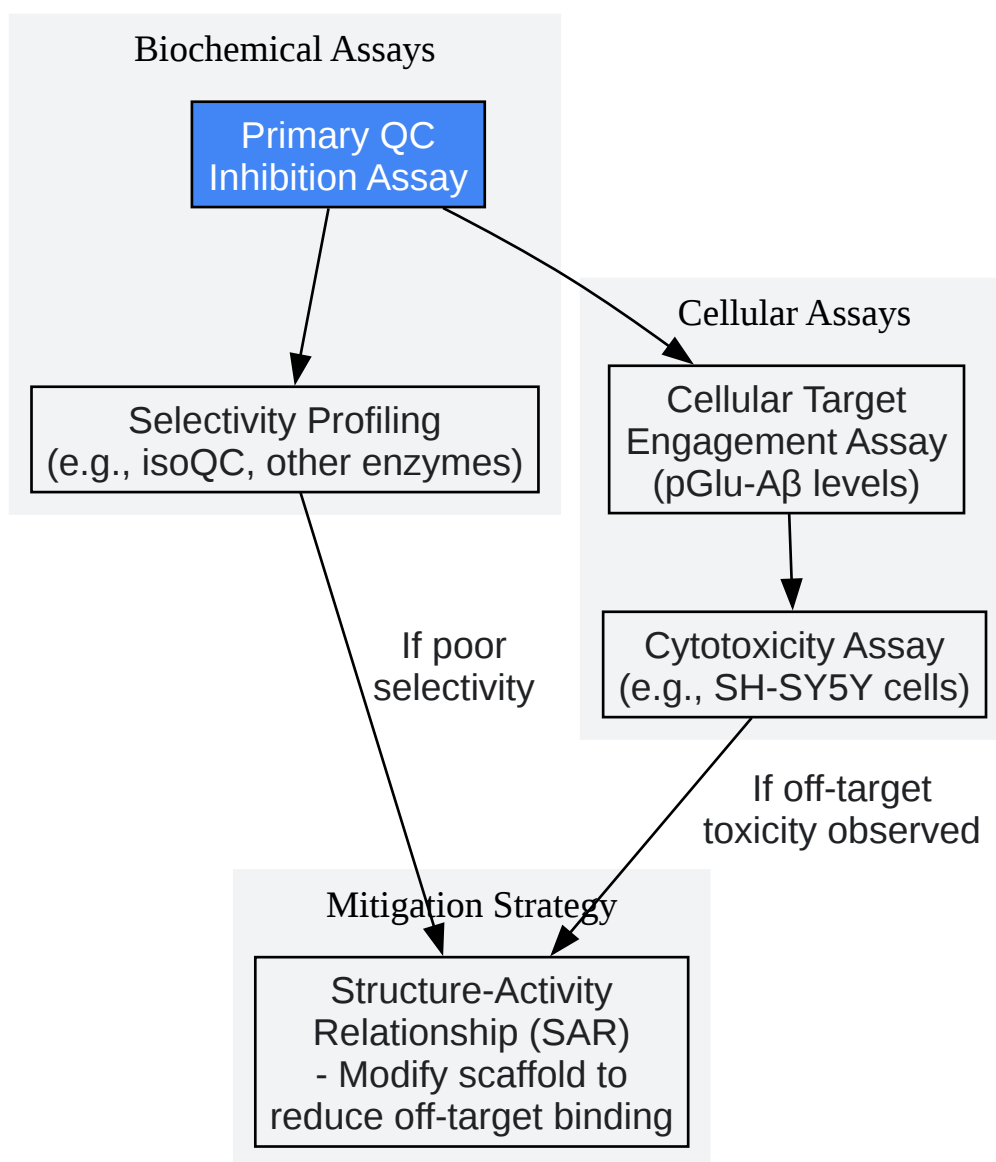 Biochemical Assays
Primary QC
Inhibition Assay
Cellular Assays
Selectivity Profiling
(e.g., isoQC, other enzymes)
Cellular Target
Engagement Assay
(pGlu-Aβ levels)
If poor
selectivity
Cytotoxicity Assay
(e.g., SH-SY5Y cells)
If off-target
toxicity observed
Mitigation Strategy
Structure-Activity
Relationship (SAR)
- Modify scaffold to
reduce off-target binding